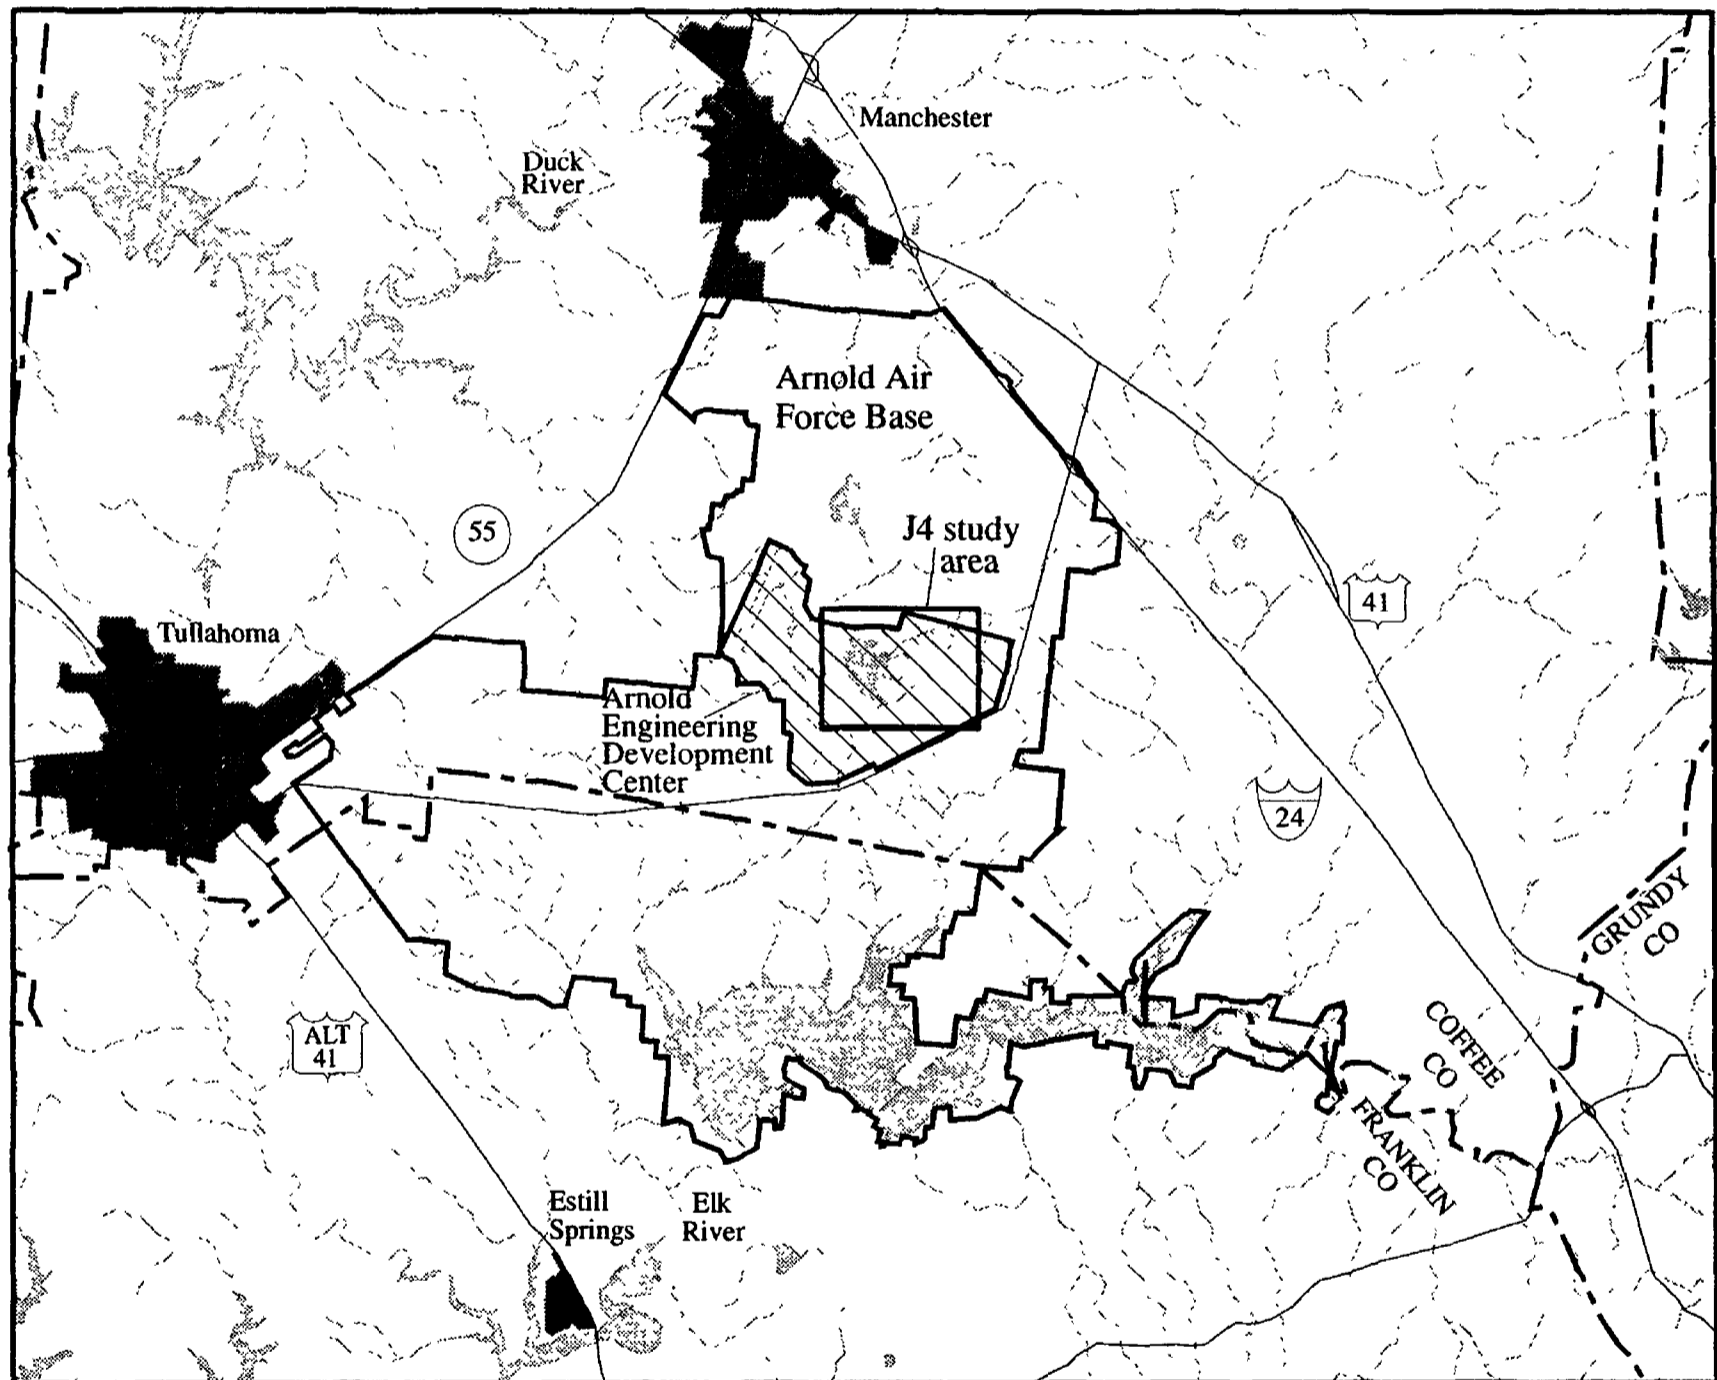 Manchester
Duck
River
Arnold Air
Force Base
55
J4 study
area
41
Tullahoma
Arnold
Engineering
Development
Center
24
GRUNDY
CO
ALT
41
COFFEE
CO
FRANKLIN
CO
Estill
Springs
Elk
River